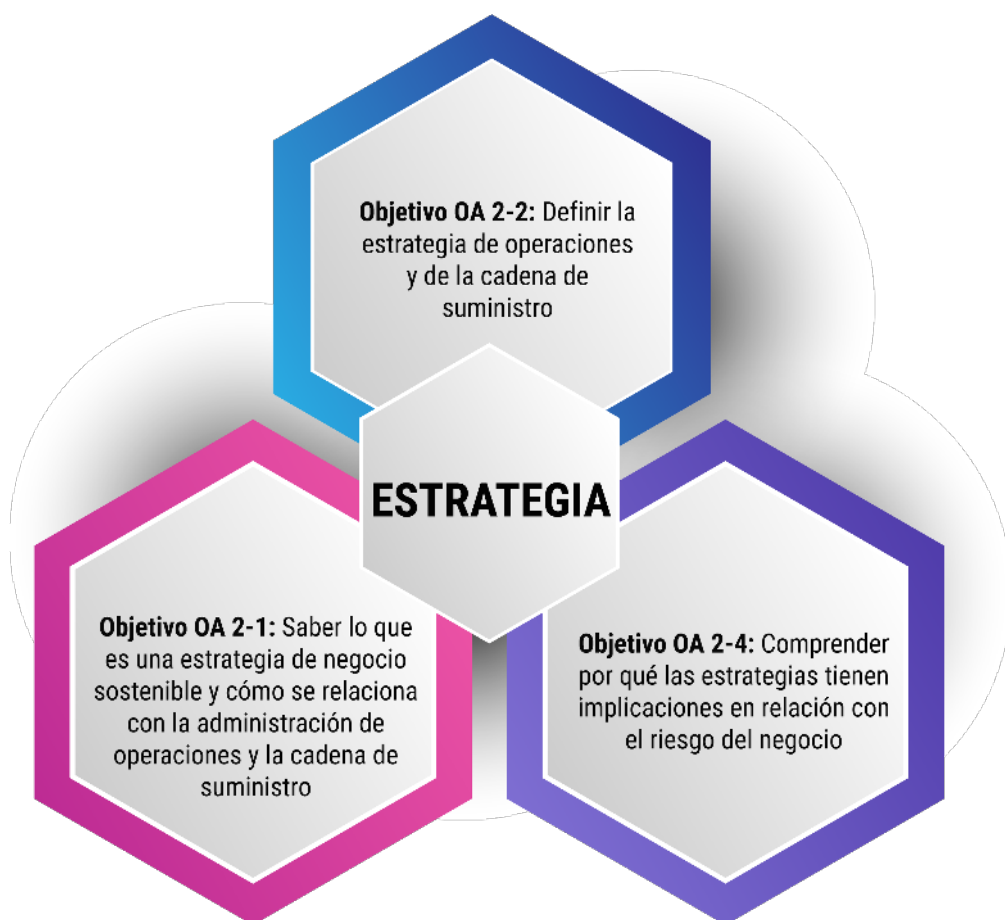 Objetivo OA 2-2: Definir la
estrategia de operaciones
y de la cadena de
suministro
ESTRATEGIA
Objetivo OA 2-1: Saber lo que
es una estrategia de negocio
sostenible y cómo se relaciona
con la administración de
operaciones y la cadena de
suministro
Objetivo OA 2-4: Comprender
por qué las estrategias tienen
implicaciones en relación con
el riesgo del negocio